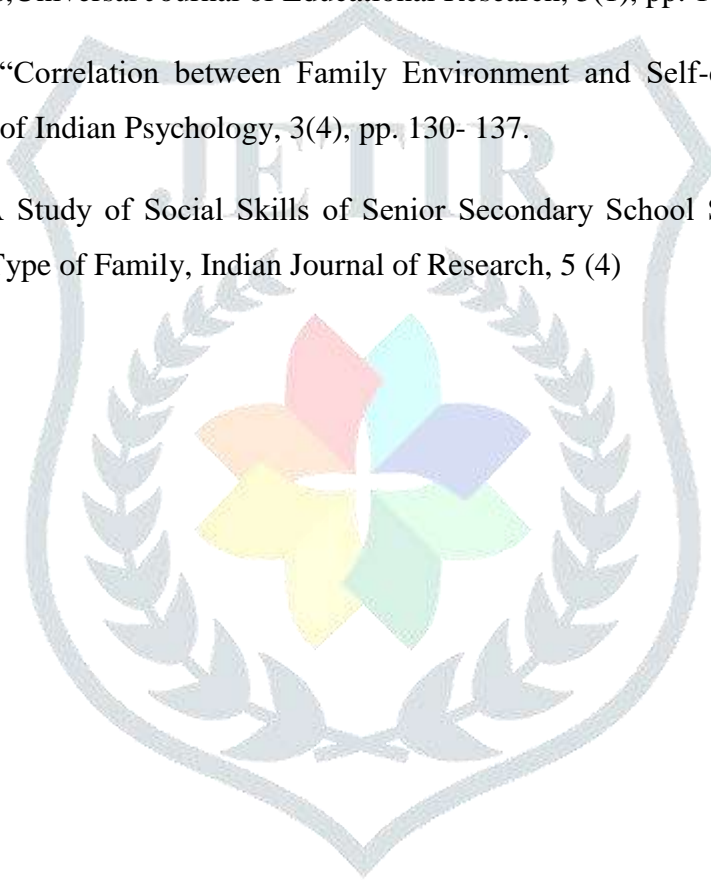 Universal Journal of Educational Research, 5(1), pp. 1
“Correlation between Family Environment and Self-
of Indian Psychology, 3(4), pp. 130- 137.
JETIR
Study of Social Skills of Senior Secondary School
Type of Family, Indian Journal of Research, 5 (4)